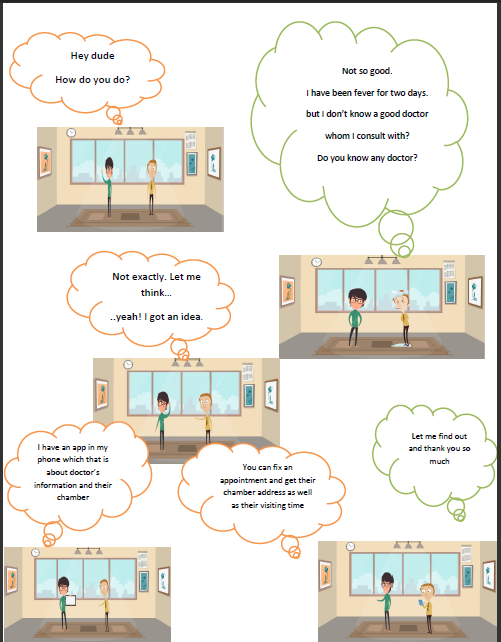 Hey dude
How do you do?
Not so good.
I have been fever for two days.
but I don't know a good doctor
whom I consult with?
Do you know any doctor?
Not exactly. Let me
think...
..yeah! I got an idea.
I have an app in my
phone which that is
about doctor's
information and their
chamber
You can fix an
appointment and get their
chamber address as well
as their visiting time
Let me find out
and thank you so
much